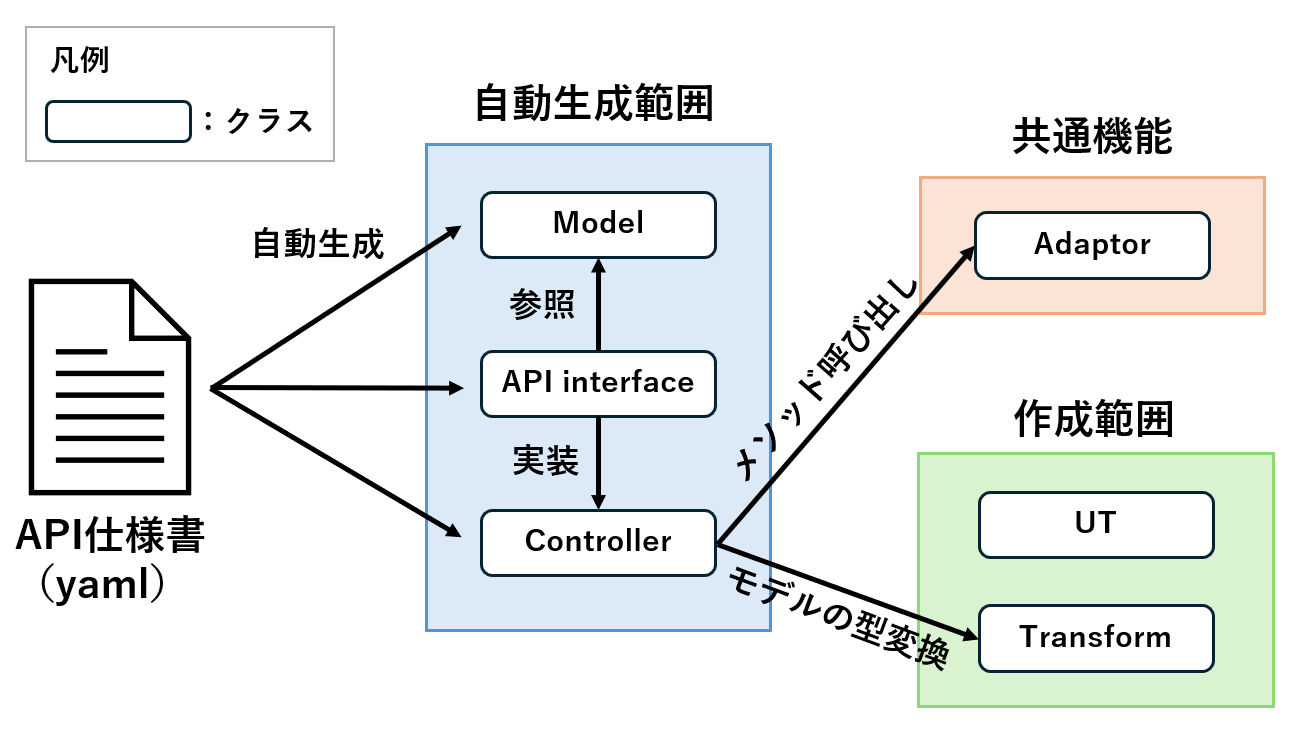 凡例
：クラス
自動生成範囲
共通機能
Model
Adaptor
自動生成
参照
メソッド呼び出し
API interface
作成範囲
実装
UT
API仕様書
（yaml）
Controller
モデルの型変換
Transform